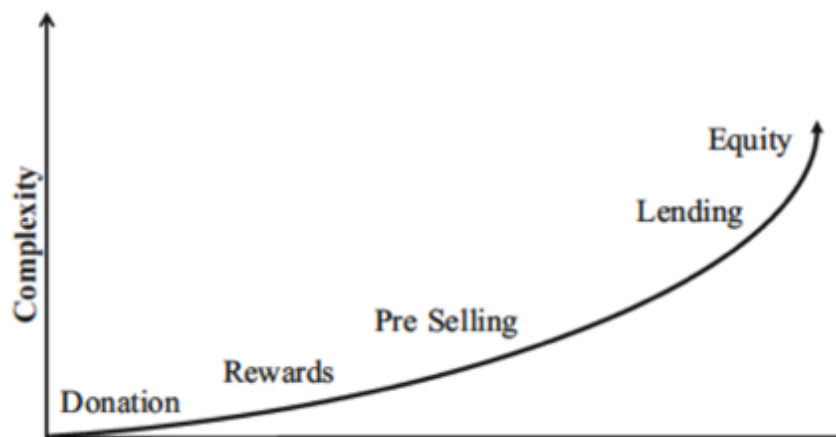 Equity
Lending
Complexity
Pre Selling
Rewards
Donation